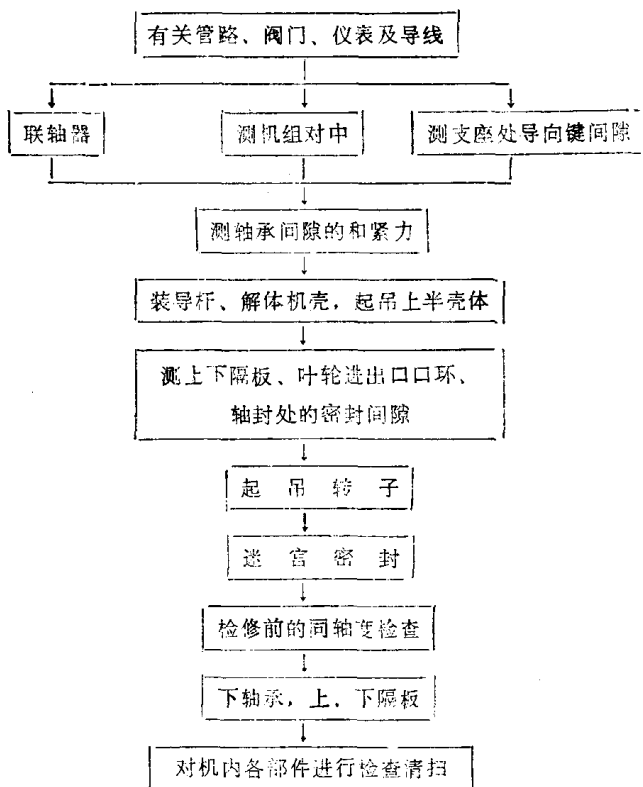 有关管路、阀门、仪表及导线
联轴器
测机组对中
测支座处导向键间隙
测轴承间隙的和紧力
装导杆、解体机壳，起吊上半壳体
测上下隔板、叶轮进出口口环、
轴封处的密封间隙
起吊转子
迷宫密封
检修前的同轴度检查
下轴承，上．下隔板
对机内各部件进行检查清扫